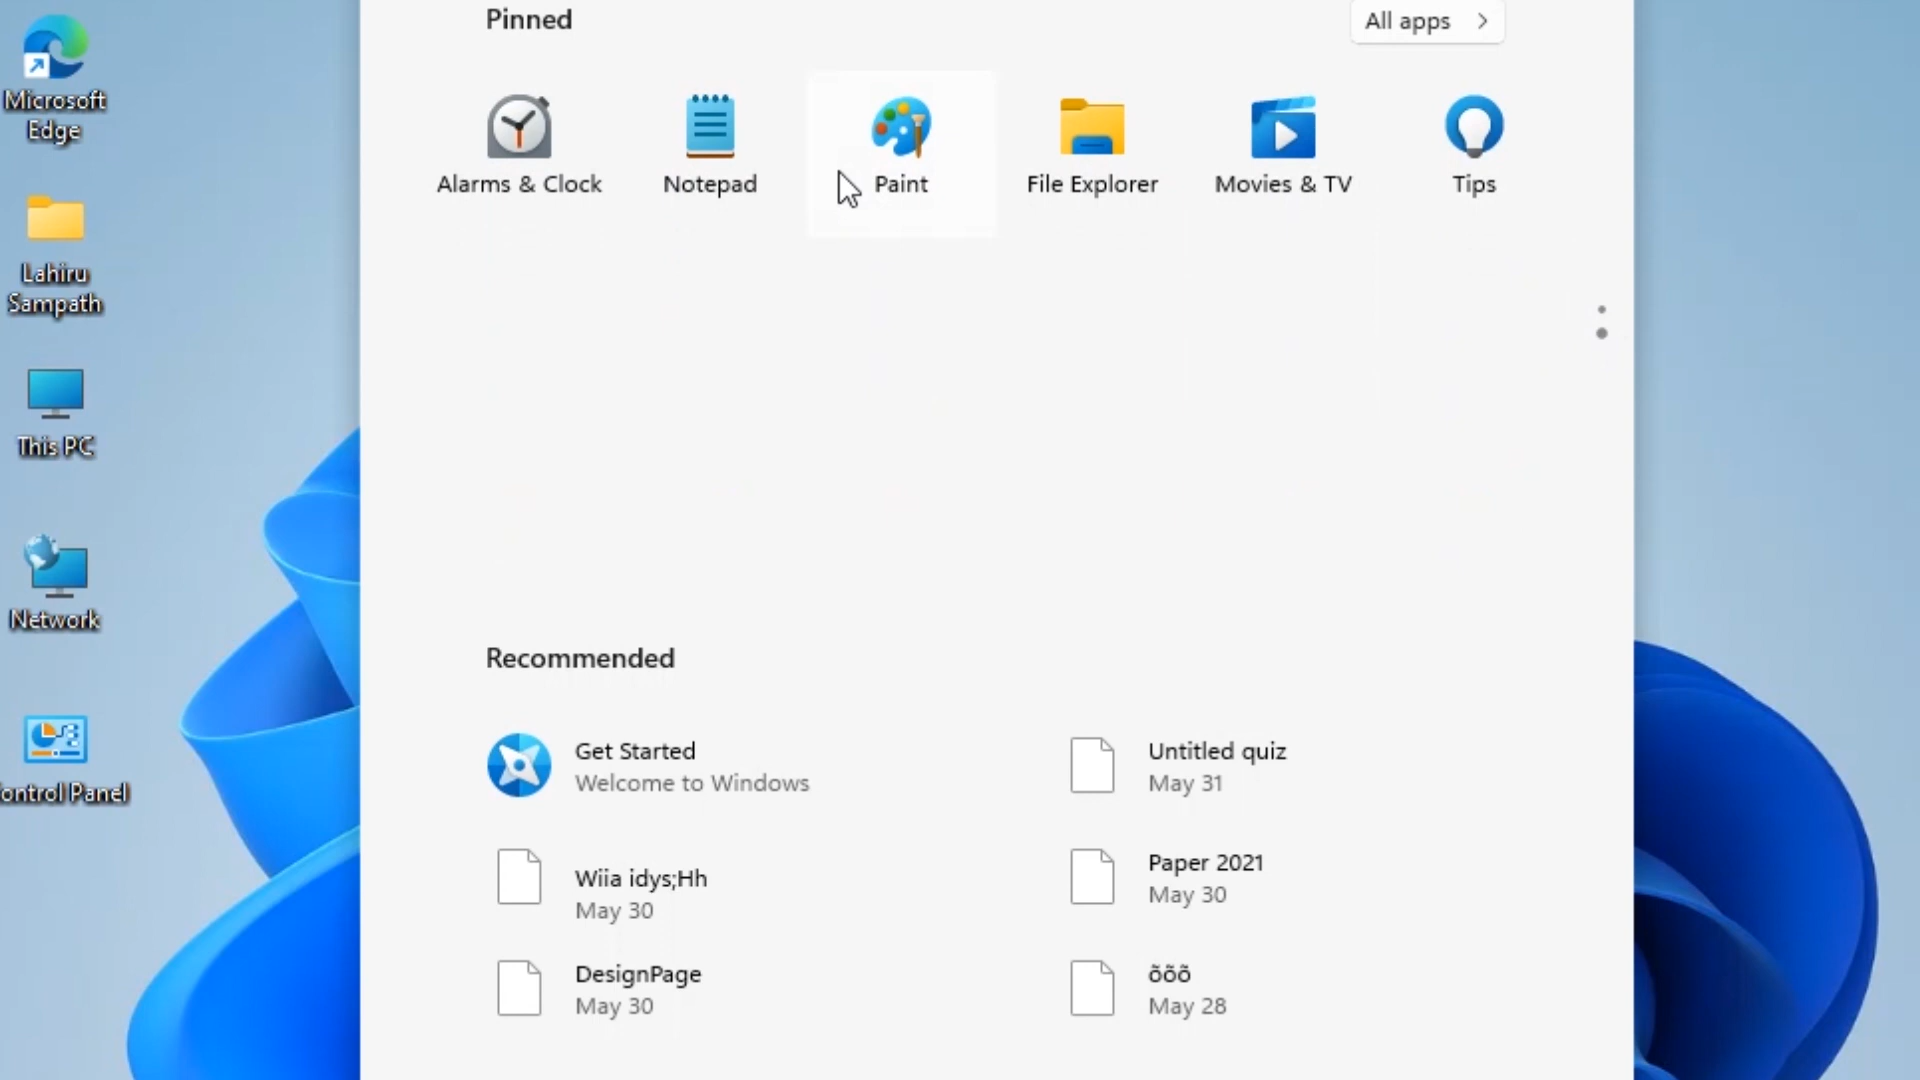 Pinned
All apps
Microsoft
Edge
Alarms & Clock
Notepad
Paint
File Explorer
Movies & TV
Tips
Lahiru
Sampath
This PC
Network
ontrol Panel
Recommended
Get Started
Welcome to Windows
Untitled quiz
May 31
Wiia idys;Hh
May 30
Paper 2021
May 30
DesignPage
May 30
õõõ
May 28